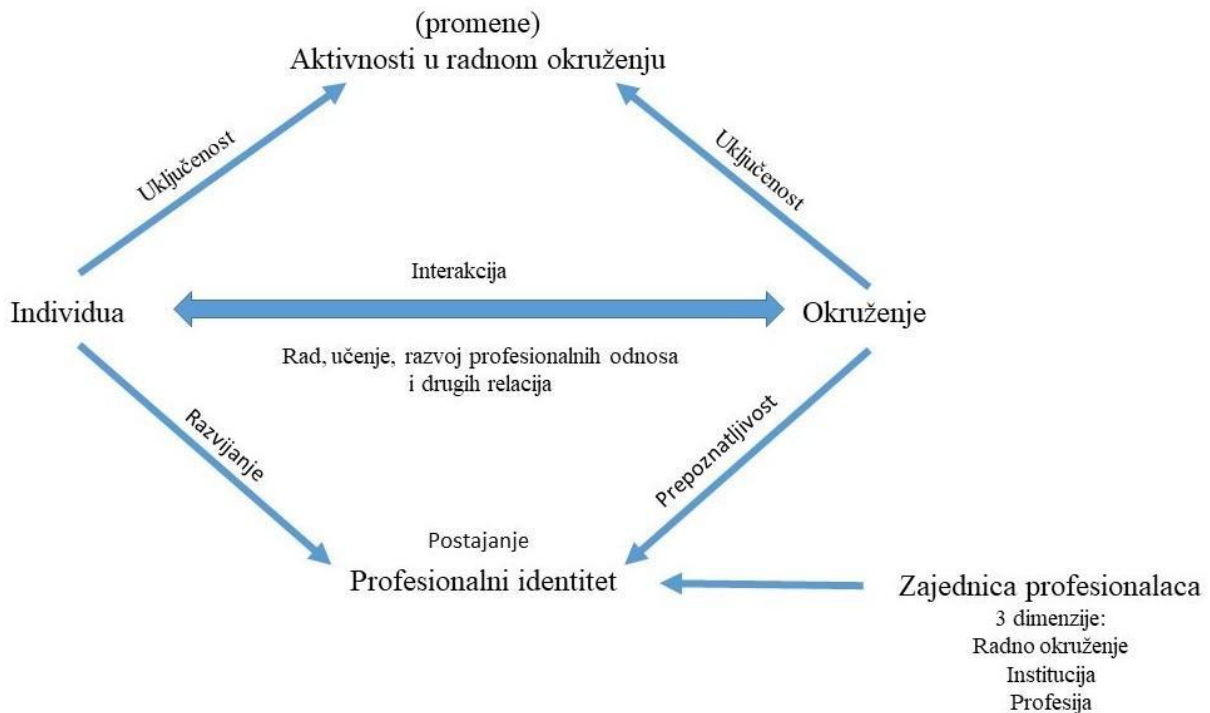 (promene)
Aktivnosti u radnom okruženju
Uključenost
Uključenost
Interakcija
Individua
Okruženje
Rad, učenje, razvoj profesionalnih odnosa
i drugih relacija
Razvijanje
Prepoznatljivost
Postajanje
Profesionalni identitet
Zajednica profesionalaca
3 dimenzije:
Radno okruženje
Institucija
Profesija